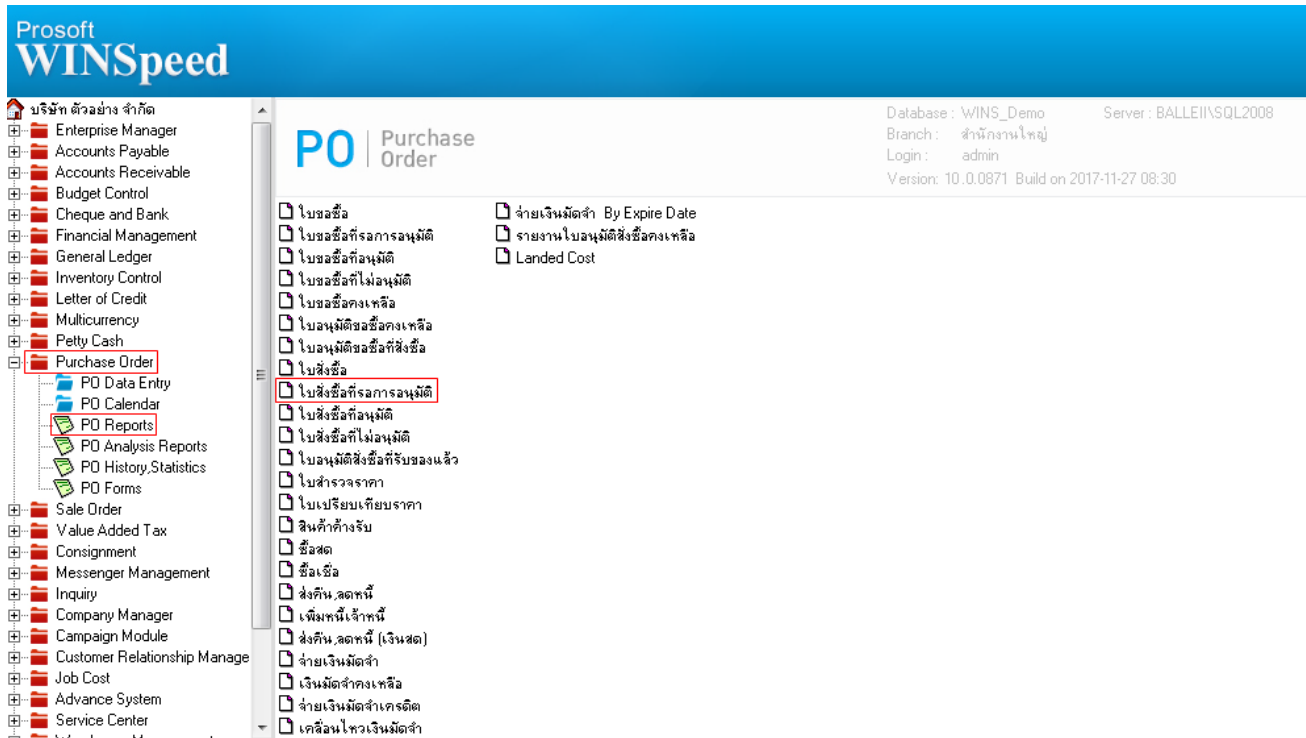 Prosoft
WINSpeed
บริษัท ตัวอย่าง จำกัด
Enterprise Manager
Accounts Payable
Accounts Receivable
Budget Control
Cheque and Bank
Financial Management
General Ledger
Inventory Control
Letter of Credit
Multicurrency
Petty Cash
Purchase Order
PO Data Entry
PO Calendar
PO Reports
PO Analysis Reports
PO History,Statistics
PO Forms
Sale Order
Value Added Tax
Consignment
Messenger Management
Inquiry
Company Manager
Campaign Module
Customer Relationship Manage
Job Cost
Advance System
Service Center
PO Purchase Order
Database : WINS_Demo Server : BALLEII\SQL2008
Branch : สำนักงานใหญ่
Login : admin
Version: 10.0.0871 Build on 2017-11-27 08:30
ใบขอซื้อ
ใบขอซื้อที่รอการอนุมัติ
ใบขอซื้อที่อนุมัติ
ใบขอซื้อที่ไม่อนุมัติ
ใบขอซื้อคงเหลือ
ใบอนุมัติขอซื้อคงเหลือ
ใบอนุมัติขอซื้อที่สั่งซื้อ
ใบสั่งซื้อ
ใบสั่งซื้อที่รอการอนุมัติ
ใบสั่งซื้อที่อนุมัติ
ใบสั่งซื้อที่ไม่อนุมัติ
ใบอนุมัติสั่งซื้อที่รับของแล้ว
ใบสำรวจราคา
ใบเปรียบเทียบราคา
สินค้าค้างรับ
ซื้อสด
ซื้อเชื่อ
ส่งคืน,ลดหนี้
เพิ่มหนี้เจ้าหนี้
ส่งคืน,ลดหนี้ (เงินสด)
จ่ายเงินมัดจำ
เงินมัดจำคงเหลือ
จ่ายเงินมัดจำเครดิต
เคลื่อนไหวเงินมัดจำ
จ่ายเงินมัดจำ By Expire Date
รายงานใบอนุมัติสั่งซื้อคงเหลือ
Landed Cost